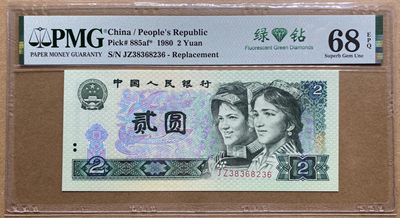 PMG
PAPER MONEY GUARANTY
China / People's Republic
Pick# 885af* 1980 2 Yuan
S/N JZ38368236 - Replacement
绿钻
Fluorescent Green Diamonds
68 EPQ
Superb Gem Unc
中国人民银行
2
贰圆
JZ38368236
2
2